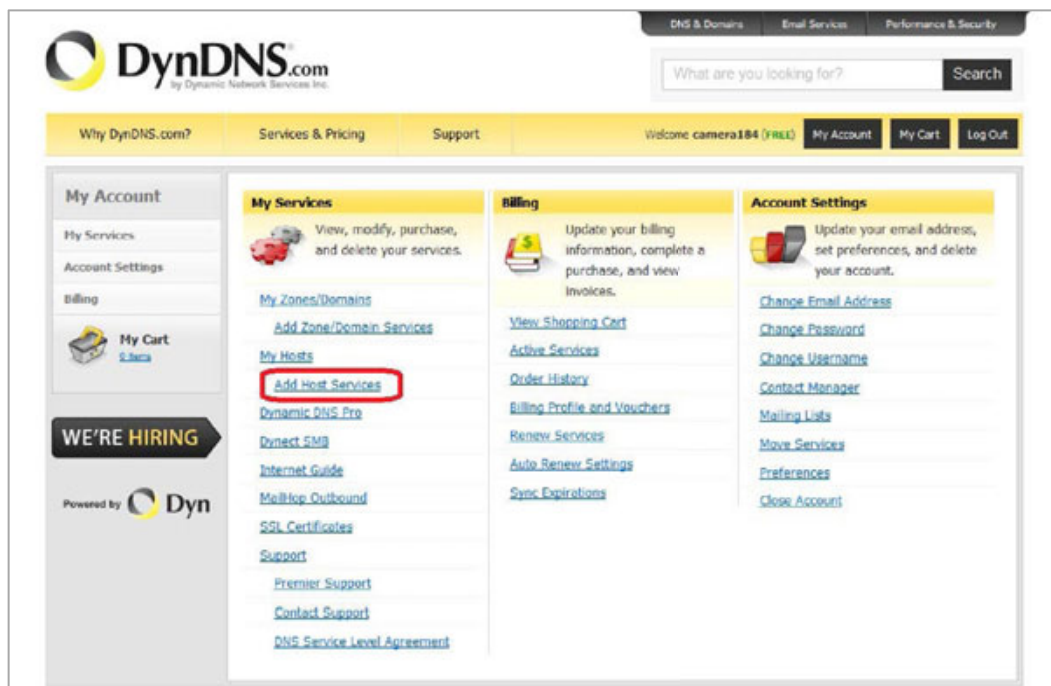 DNS & Domains Email Services Performance & Security
DynDNS.com
by Dynamic Network Services Inc.
What are you looking for? Search
Why DynDNS.com? Services & Pricing Support Welcome camera184 (FREE) My Account My Cart Log Out
My Account
My Services
Account Settings
Billing
My Cart
0 items
WE'RE HIRING
Powered by Dyn
My Services
View, modify, purchase,
and delete your services.
My Zones/Domains
Add Zone/Domain Services
My Hosts
Add Host Services
Dynamic DNS Pro
Dynect SMB
Internet Guide
MailHop Outbound
SSL Certificates
Support
Premier Support
Contact Support
DNS Service Level Agreement
Billing
Update your billing
information, complete a
purchase, and view
invoices.
View Shopping Cart
Active Services
Order History
Billing Profile and Vouchers
Renew Services
Auto Renew Settings
Sync Expirations
Account Settings
Update your email address,
set preferences, and delete
your account.
Change Email Address
Change Password
Change Username
Contact Manager
Mailing Lists
Move Services
Preferences
Close Account